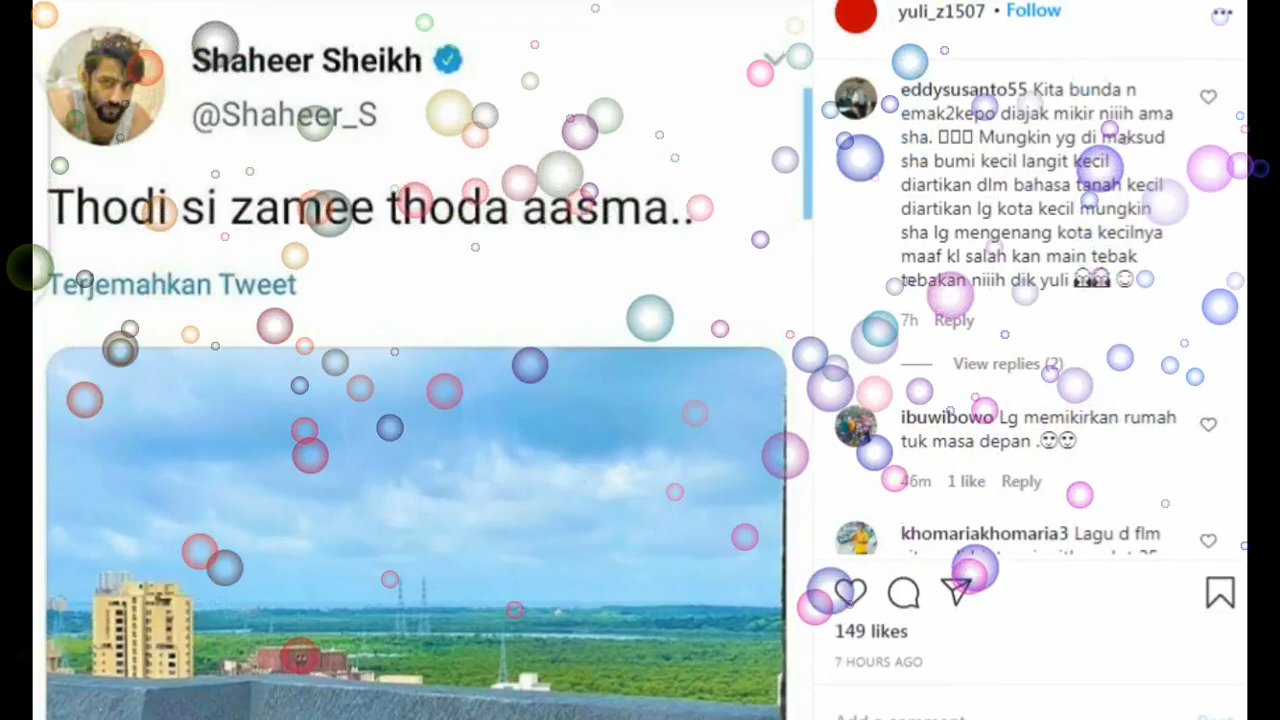 Shaheer Sheikh
@Shaheer_S
Thodi si zamee thoda aasma..
Terjemahkan Tweet
yuli_z1507 • Follow
eddysusanto55 Kita bunda n
emak2kepo diajak mikir niiih ama
sha. Mungkin yg di maksud
sha bumi kecil langit kecil
diartikan dlm bahasa tanah kecil
diartikan lg kota kecil mungkin
sha lg mengenang kota kecilnya
maaf kl salah kan main tebak
tebakan niiih dik yuli
7h Reply
View replies (2)
ibuwibowo Lg memikirkan rumah
tuk masa depan .
46m 1 like Reply
khomariakhomaria3 Lagu d flm
149 likes
7 HOURS AGO
Add a comment...
Post